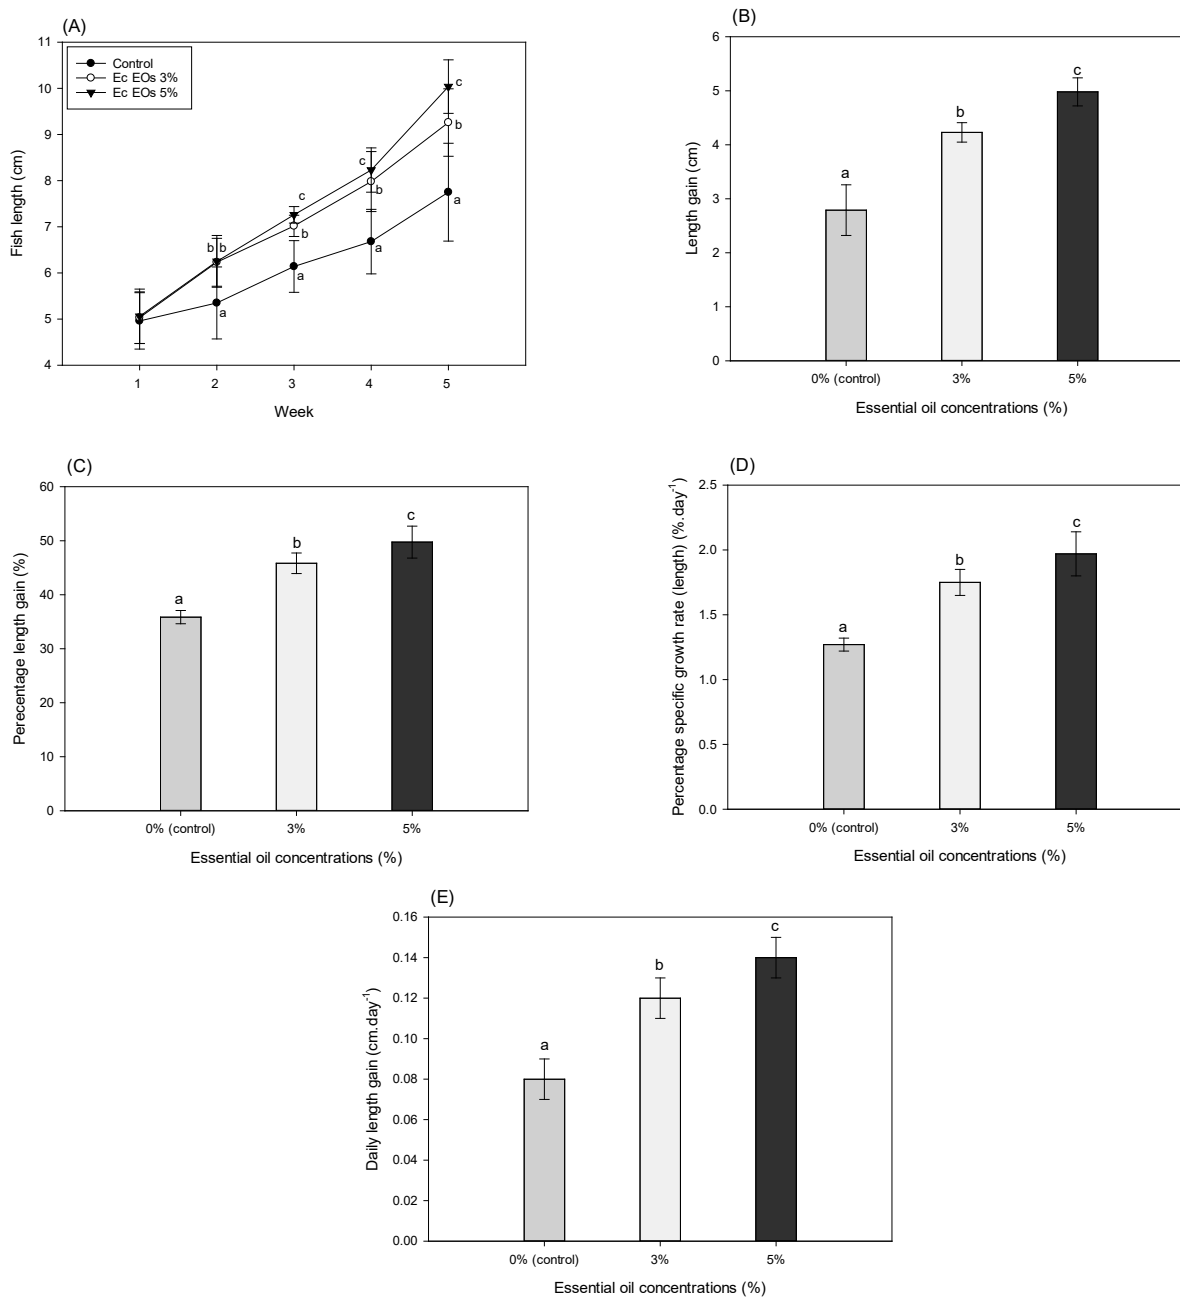 (A)
11
10
9
8
7
6
5
4
Fish length (cm)
Control
Ec EOs 3%
Ec EOs 5%
b b
a
c
b
a
c
b
a
c
b
a
1 2 3 4 5
Week
(B)
6
5
4
3
2
1
0
Length gain (cm)
a
b
c
0% (control) 3% 5%
Essential oil concentrations (%)
(C)
60
50
40
30
20
10
0
Perecentage length gain (%)
a
b
c
0% (control) 3% 5%
Essential oil concentrations (%)
(D)
2.5
2.0
1.5
1.0
0.5
0.0
Percentage specific growth rate (length) (%.day⁻¹)
a
b
c
0% (control) 3% 5%
Essential oil concentrations (%)
(E)
0.16
0.14
0.12
0.10
0.08
0.06
0.04
0.02
0.00
Daily length gain (cm.day⁻¹)
a
b
c
0% (control) 3% 5%
Essential oil concentrations (%)